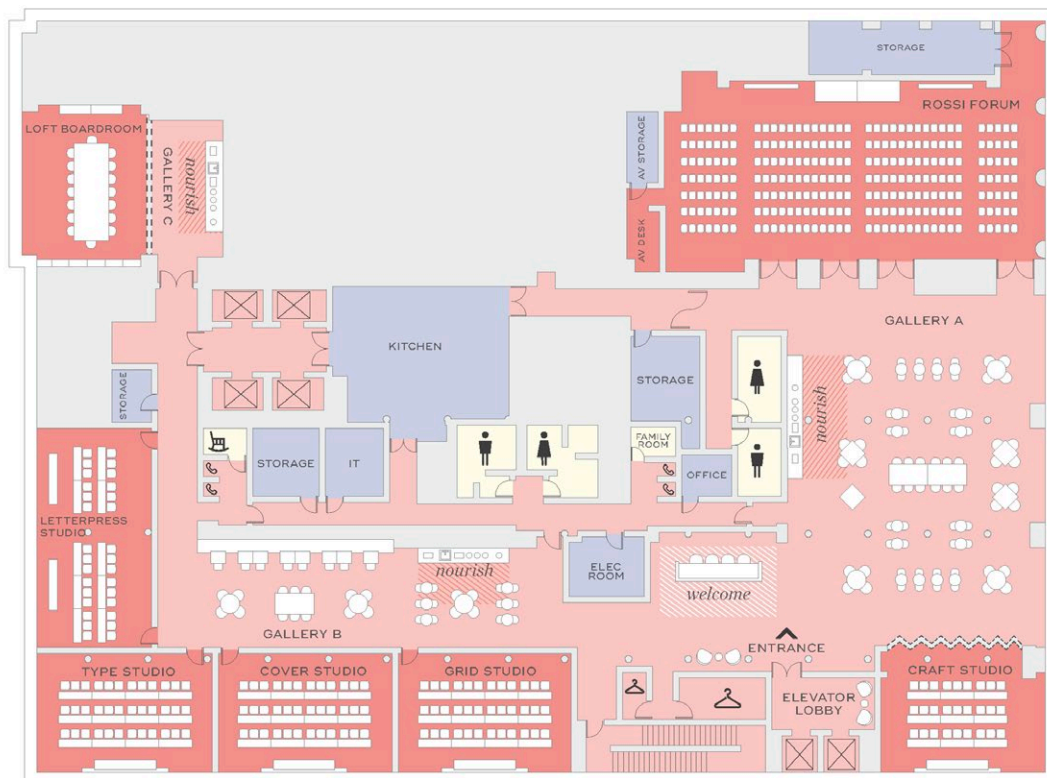 STORAGE
ROSSI FORUM
LOFT BOARDROOM
GALLERY C
nourish
AV STORAGE
AV DESK
GALLERY A
KITCHEN
STORAGE
STORAGE
nourish
FAMILY
ROOM
STORAGE
IT
OFFICE
LETTERPRESS
STUDIO
nourish
ELEC
ROOM
welcome
GALLERY B
ENTRANCE
TYPE STUDIO
COVER STUDIO
GRID STUDIO
ELEVATOR
LOBBY
CRAFT STUDIO